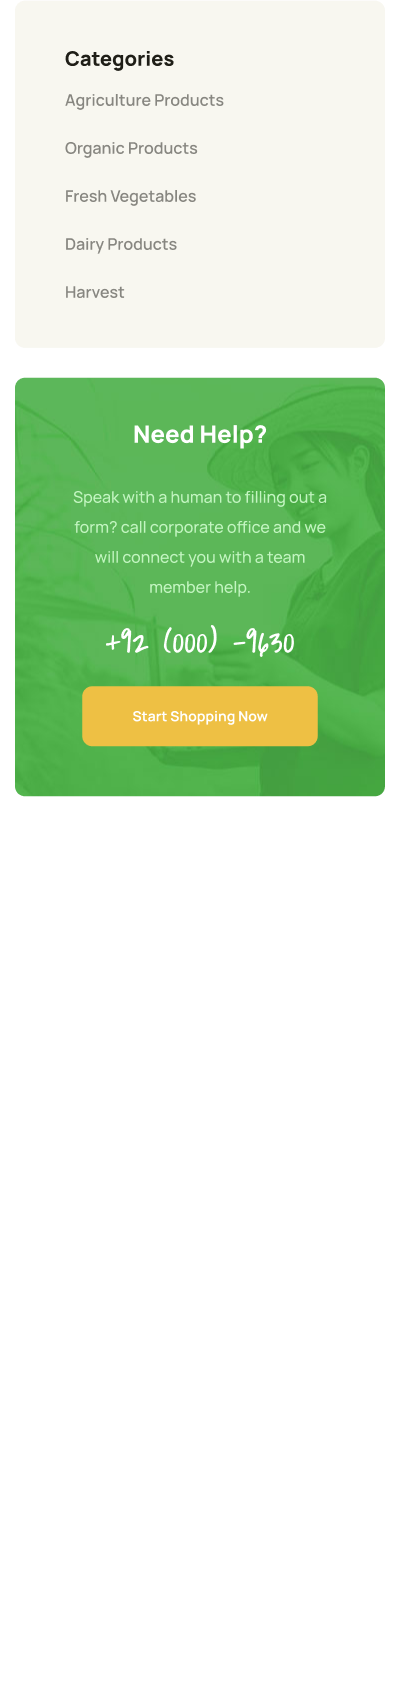 Categories
Agriculture Products
Organic Products
Fresh Vegetables
Dairy Products
Harvest
Need Help?
Speak with a human to filling out a
form? call corporate office and we
will connect you with a team
member help.
+92 (000) -9630
Start Shopping Now